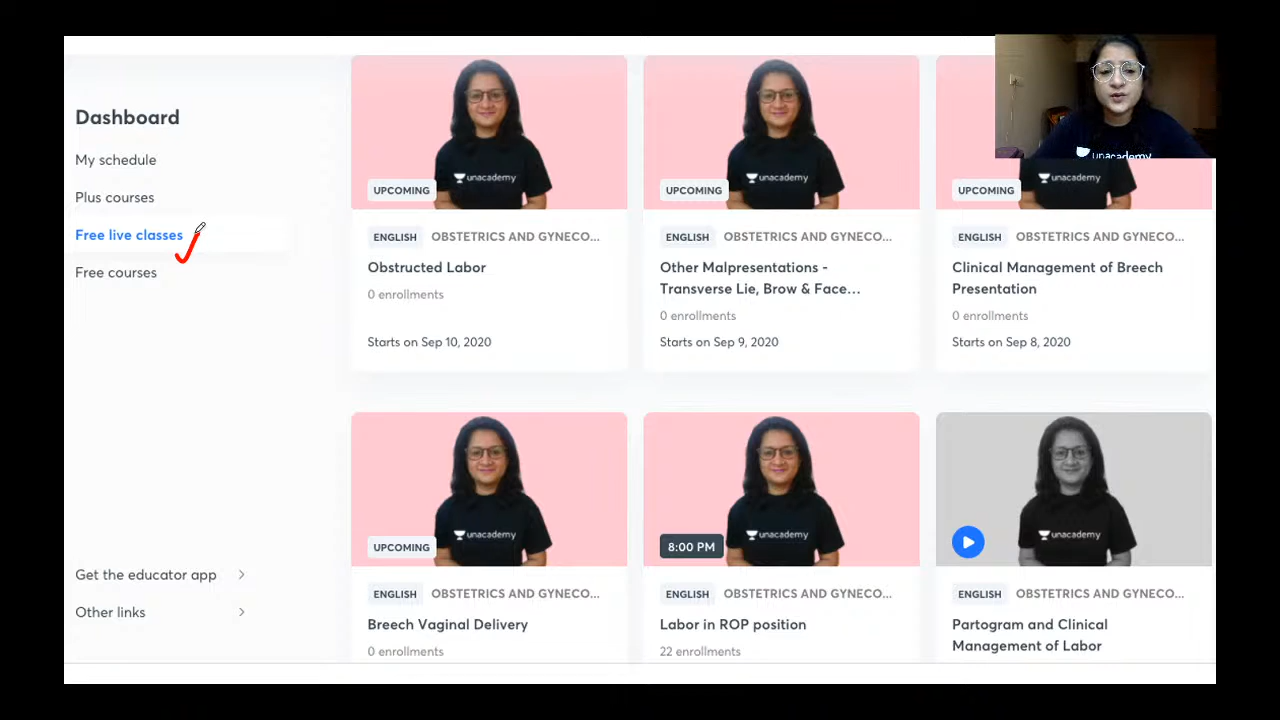 Dashboard
My schedule
Plus courses
Free live classes
Free courses
Get the educator app
Other links
unacademy
UPCOMING
ENGLISH OBSTETRICS AND GYNECO...
Obstructed Labor
0 enrollments
Starts on Sep 10, 2020
unacademy
UPCOMING
ENGLISH OBSTETRICS AND GYNECO...
Other Malpresentations -
Transverse Lie, Brow & Face...
0 enrollments
Starts on Sep 9, 2020
unacademy
unacademy
UPCOMING
ENGLISH OBSTETRICS AND GYNECO...
Clinical Management of Breech
Presentation
0 enrollments
Starts on Sep 8, 2020
unacademy
UPCOMING
ENGLISH OBSTETRICS AND GYNECO...
Breech Vaginal Delivery
0 enrollments
unacademy
8:00 PM
ENGLISH OBSTETRICS AND GYNECO...
Labor in ROP position
22 enrollments
unacademy
ENGLISH OBSTETRICS AND GYNECO...
Partogram and Clinical
Management of Labor